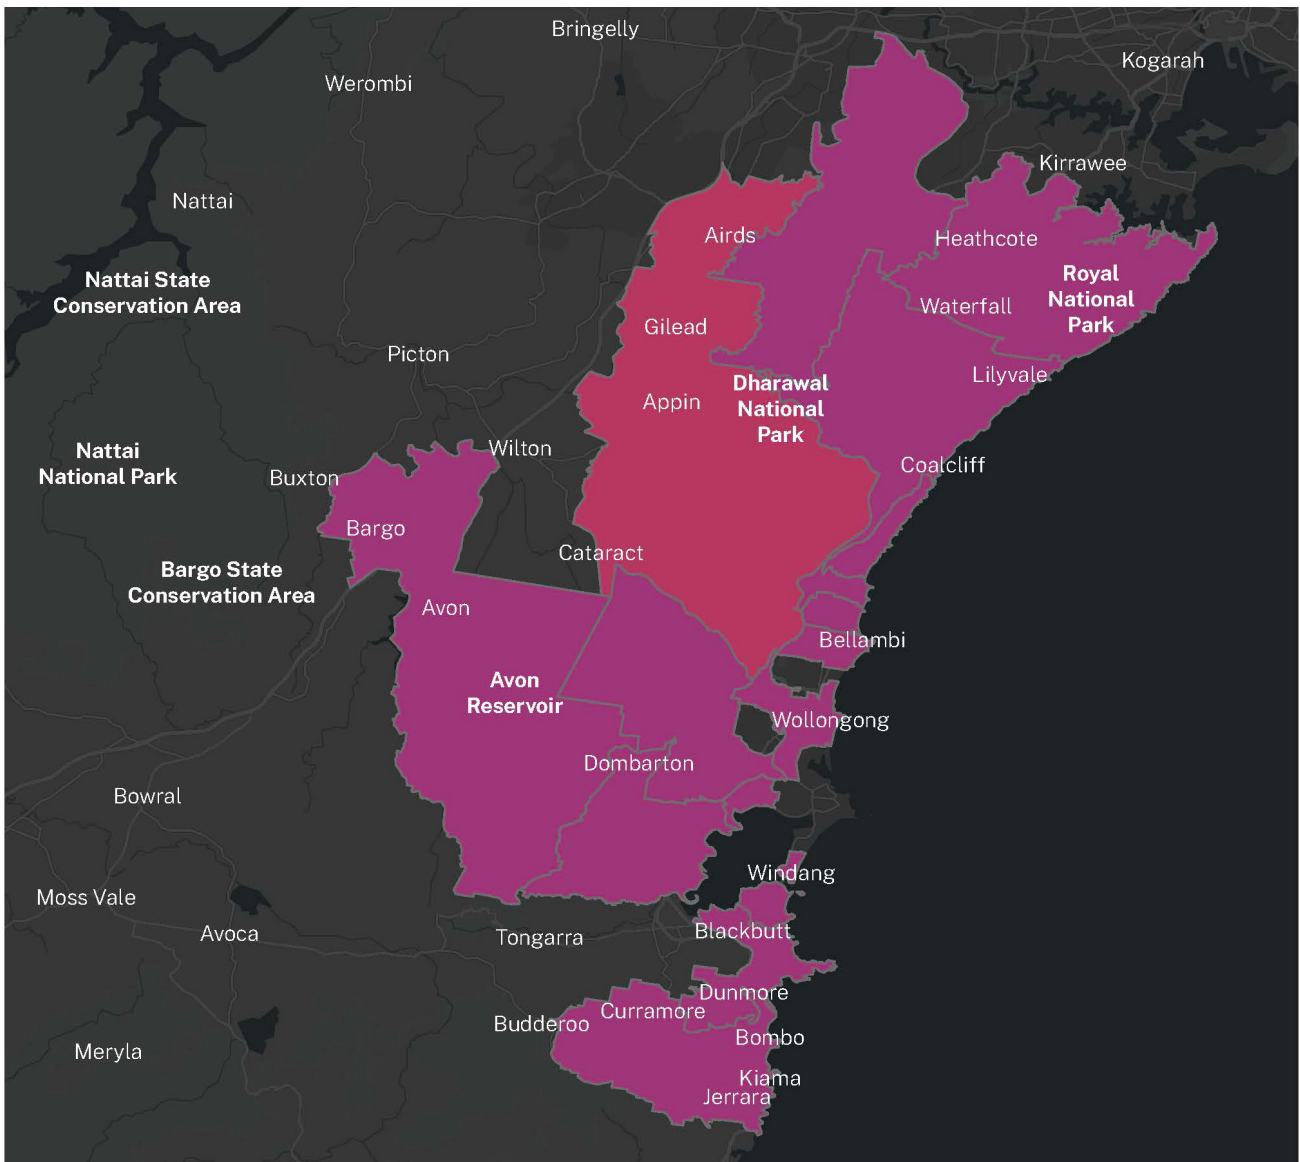 Bringelly
Kogarah
Werombi
Kirrawee
Nattai
Airds
Heathcote
Nattai State
Conservation Area
Royal
National
Park
Waterfall
Gilead
Picton
Lilyvale
Dharawal
National
Park
Appin
Nattai
National Park
Wilton
Coalcliff
Buxton
Bargo
Cataract
Bargo State
Conservation Area
Avon
Bellambi
Avon
Reservoir
Wollongong
Dombarton
Bowral
Windang
Moss Vale
Avoca
Blackbutt
Tongarra
Dunmore
Curramore
Budderoo
Bombo
Meryla
Kiama
Jerrara